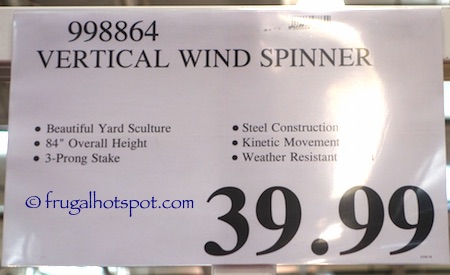 998864
VERTICAL WIND SPINNER
• Beautiful Yard Sculture
• 84" Overall Height
• 3-Prong Stake
• Steel Construction
• Kinetic Movement
• Weather Resistant
© frugalhotspot.com
39.99